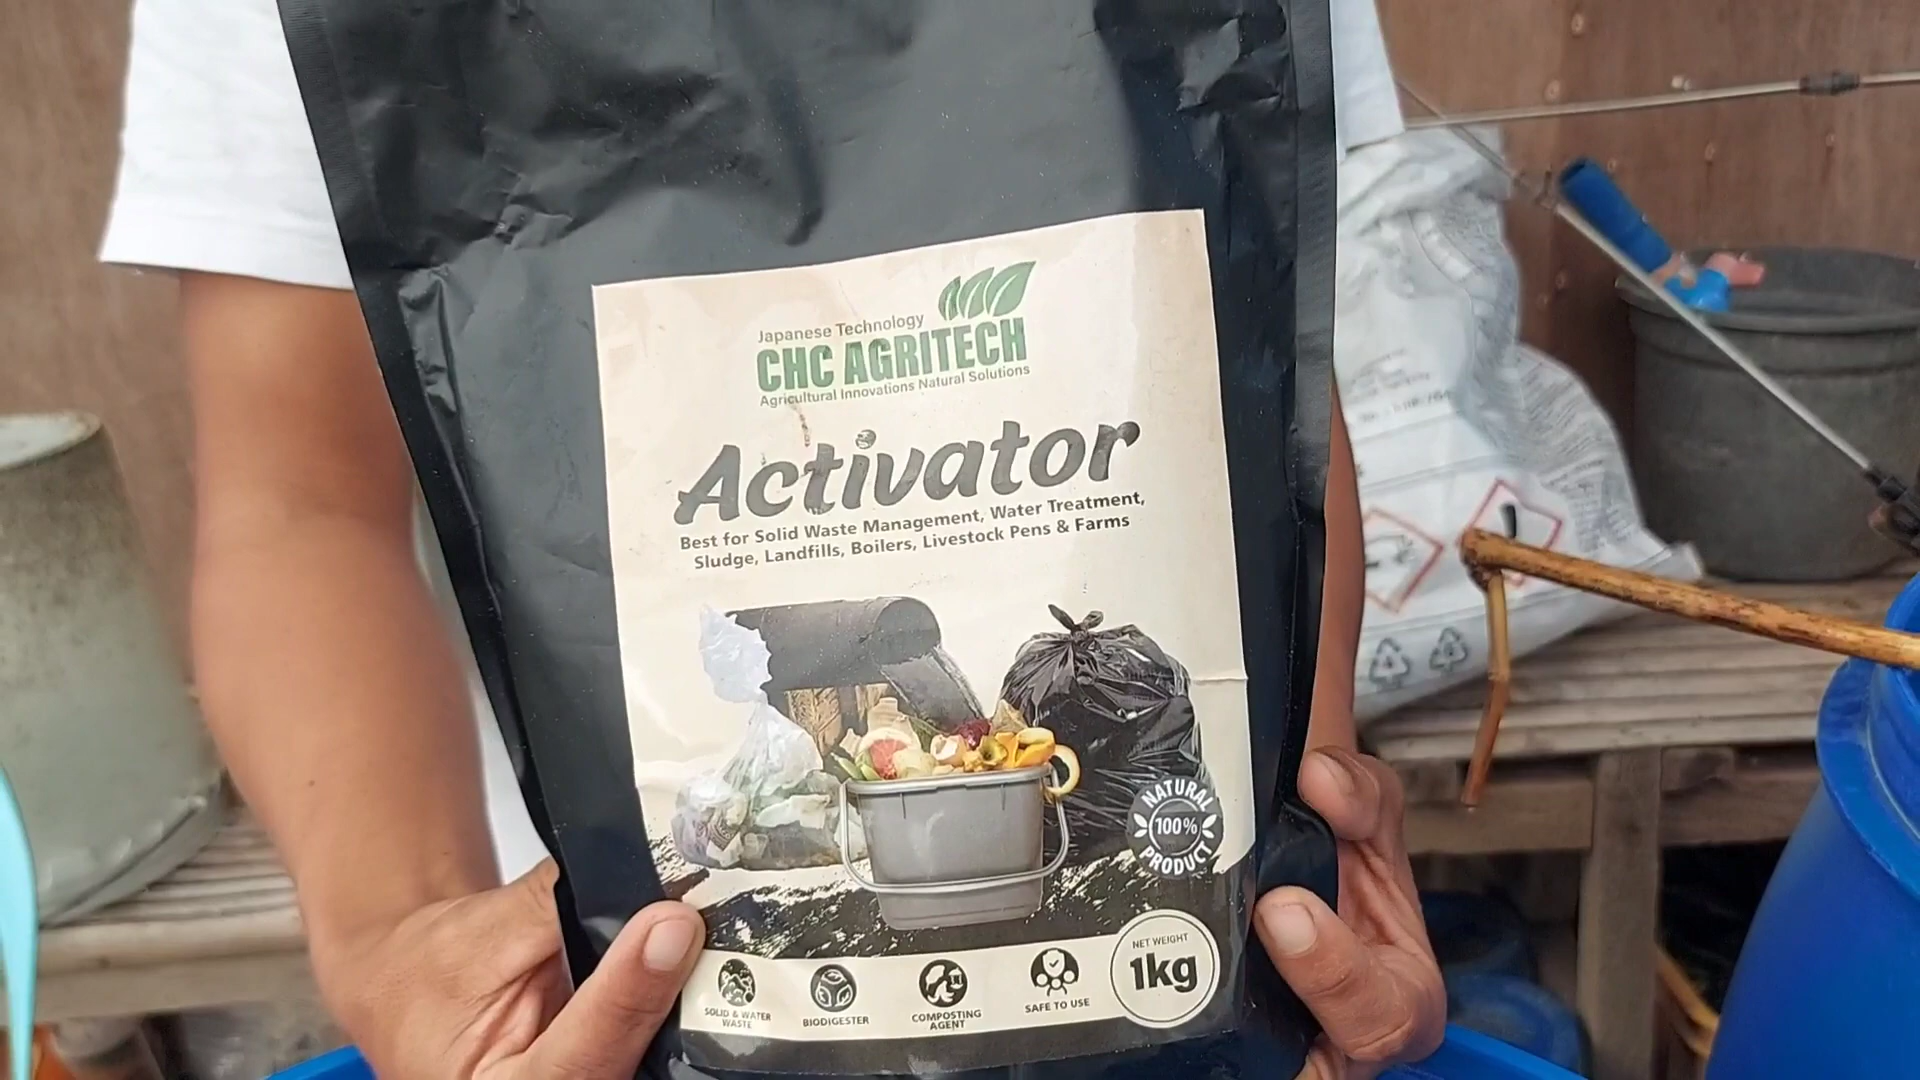 Japanese Technology
CHC AGRITECH
Agricultural Innovations Natural Solutions
Activator
Best for Solid Waste Management, Water Treatment,
Sludge, Landfills, Boilers, Livestock Pens & Farms
NATURAL
100%
PRODUCT
NET WEIGHT
1kg
SOLID & WATER
WASTE
BIODIGESTER
COMPOSTING
AGENT
SAFE TO USE